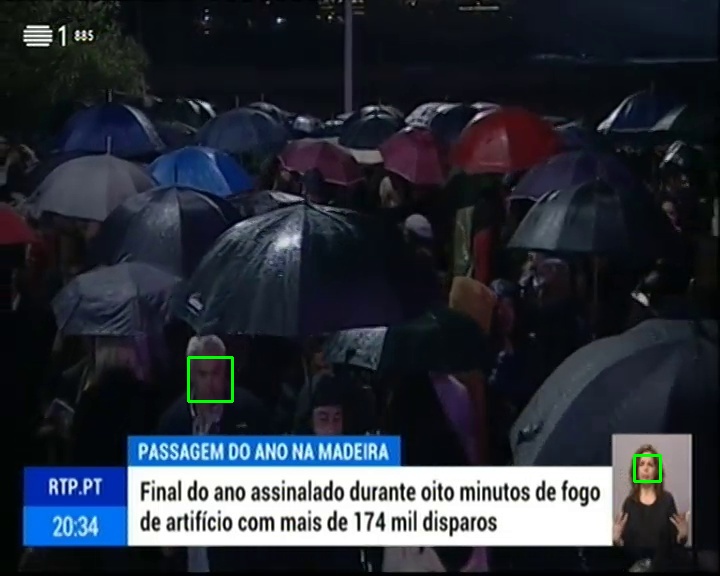 1 885
PASSAGEM DO ANO NA MADEIRA
RTP.PT
20:34
Final do ano assinalado durante oito minutos de fogo
de artifício com mais de 174 mil disparos